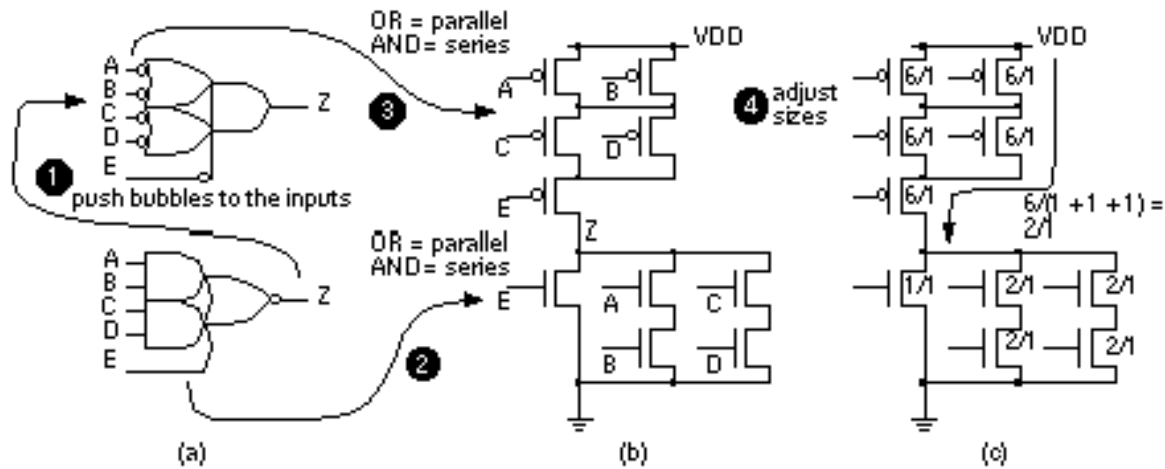 OR = parallel
AND= series
A
B
C
D
E
Z
3
1
push bubbles to the inputs
A
B
C
D
E
Z
OR = parallel
AND= series
2
(a)
VDD
A
B
C
D
E
Z
E
A
C
B
D
(b)
4 adjust
sizes
VDD
6/1
6/1
6/1
6/1
6/1
6/(1 +1 +1) =
2/1
1/1
2/1
2/1
2/1
2/1
(c)